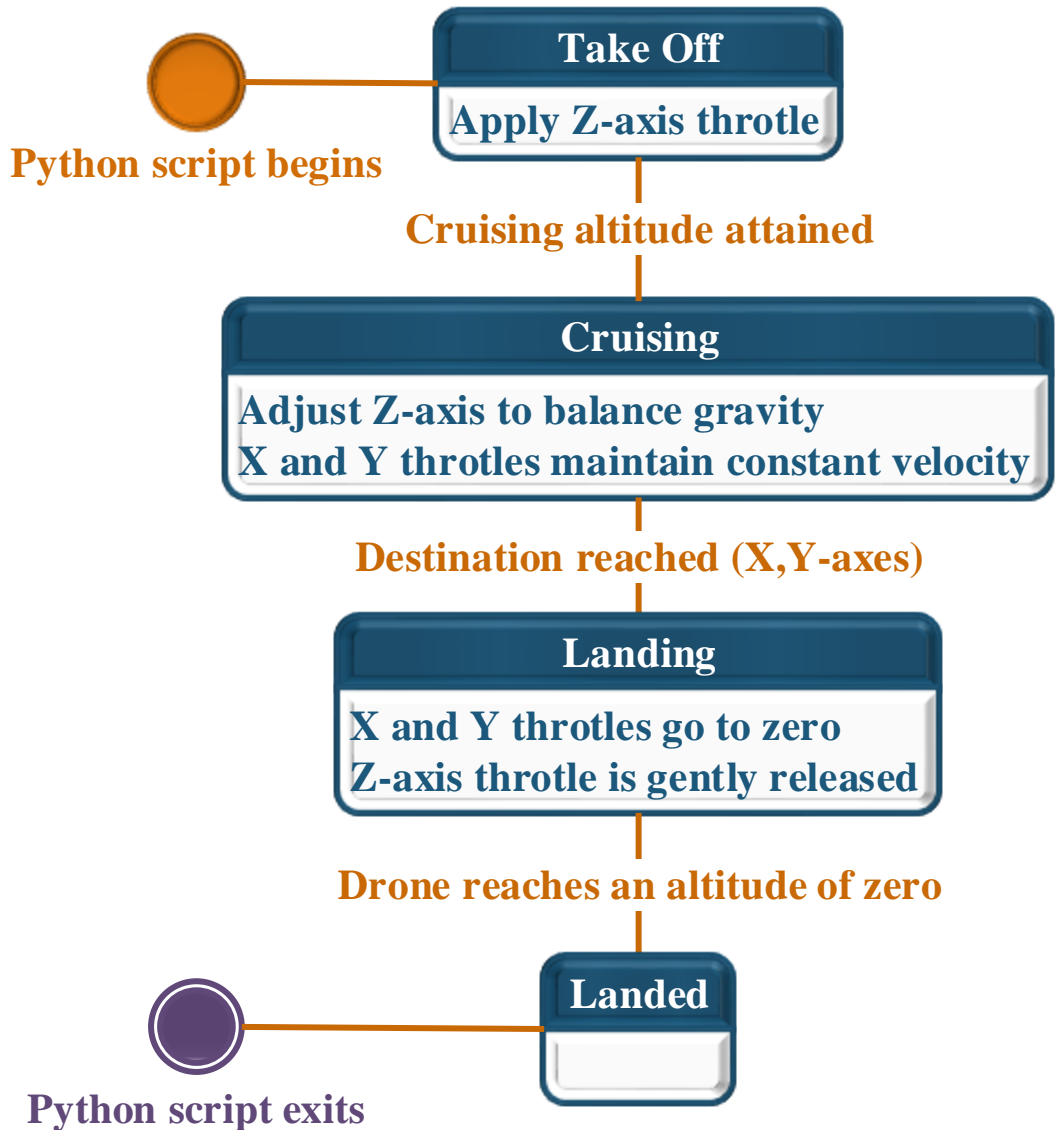 Take Off
Apply Z-axis throtle
Python script begins
Cruising altitude attained
Cruising
Adjust Z-axis to balance gravity
X and Y throtles maintain constant velocity
Destination reached (X,Y-axes)
Landing
X and Y throtles go to zero
Z-axis throtle is gently released
Drone reaches an altitude of zero
Landed
Python script exits